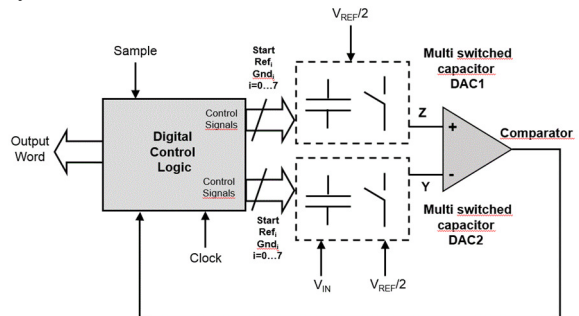 VREF/2
Sample
Start
Refi
Gndi
i=0...7
Multi switched
capacitor
DAC1
Control
Signals
Digital
Control
Logic
Output
Word
Z
+
Comparator
Control
Signals
-
Y
Start
Refi
Gndi
i=0...7
Multi switched
capacitor
DAC2
Clock
VIN
VREF/2